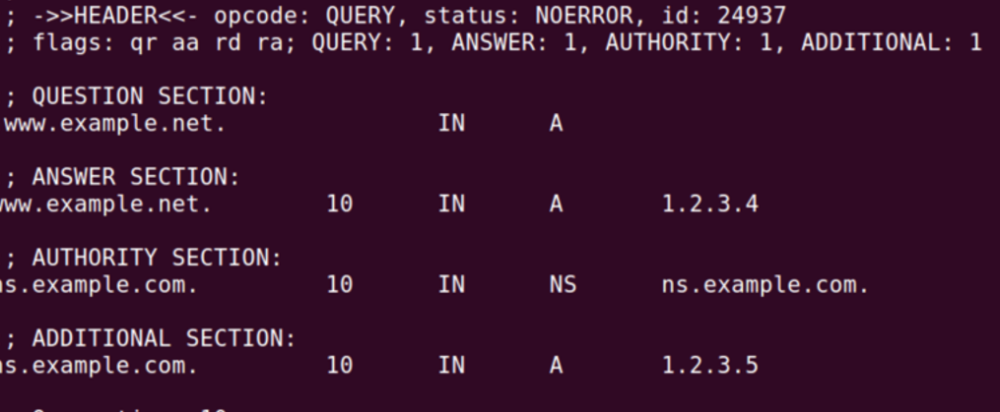 ; ->>HEADER<<- opcode: QUERY, status: NOERROR, id: 24937
; flags: qr aa rd ra; QUERY: 1, ANSWER: 1, AUTHORITY: 1, ADDITIONAL: 1
; QUESTION SECTION:
www.example.net. IN A
; ANSWER SECTION:
www.example.net. 10 IN A 1.2.3.4
; AUTHORITY SECTION:
ns.example.com. 10 IN NS ns.example.com.
; ADDITIONAL SECTION:
ns.example.com. 10 IN A 1.2.3.5